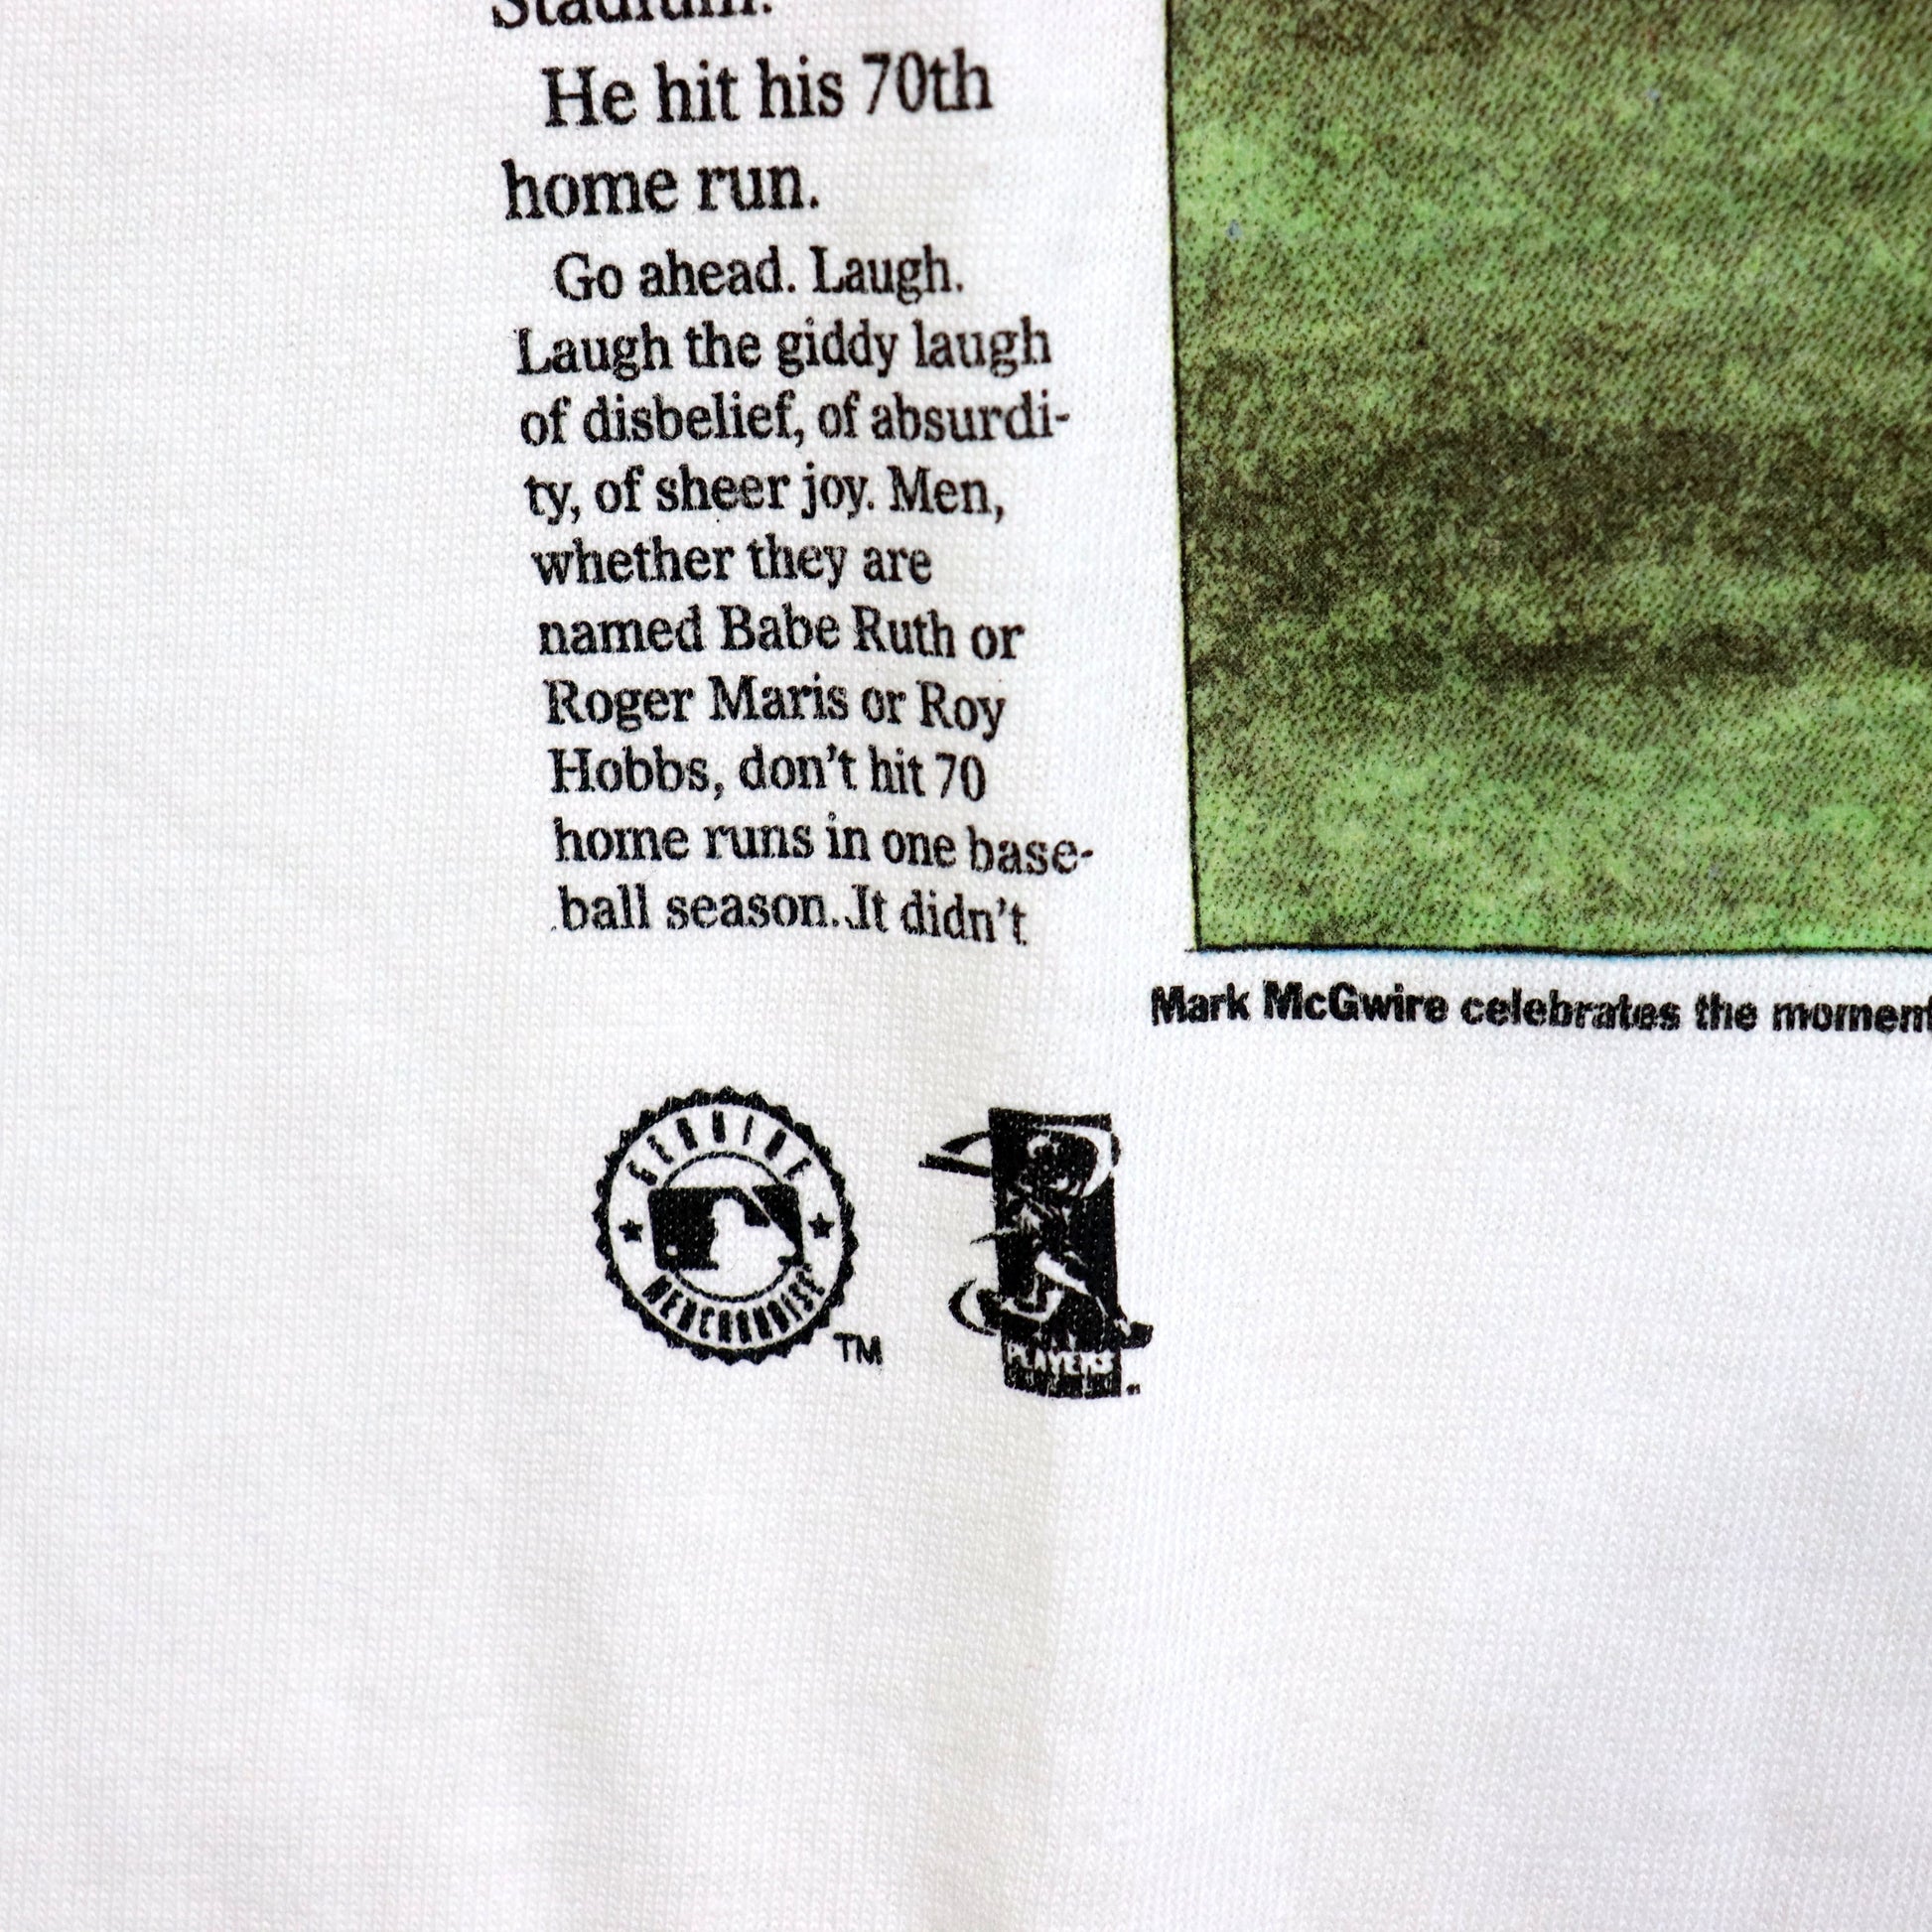 Stadium.
He hit his 70th
home run.
Go ahead. Laugh.
Laugh the giddy laugh
of disbelief, of absurdi-
ty, of sheer joy. Men,
whether they are
named Babe Ruth or
Roger Maris or Roy
Hobbs, don't hit 70
home runs in one base-
ball season. It didn't
Mark McGwire celebrates the moment
GENUINE
MERCHANDISE
TM
PLAYERS